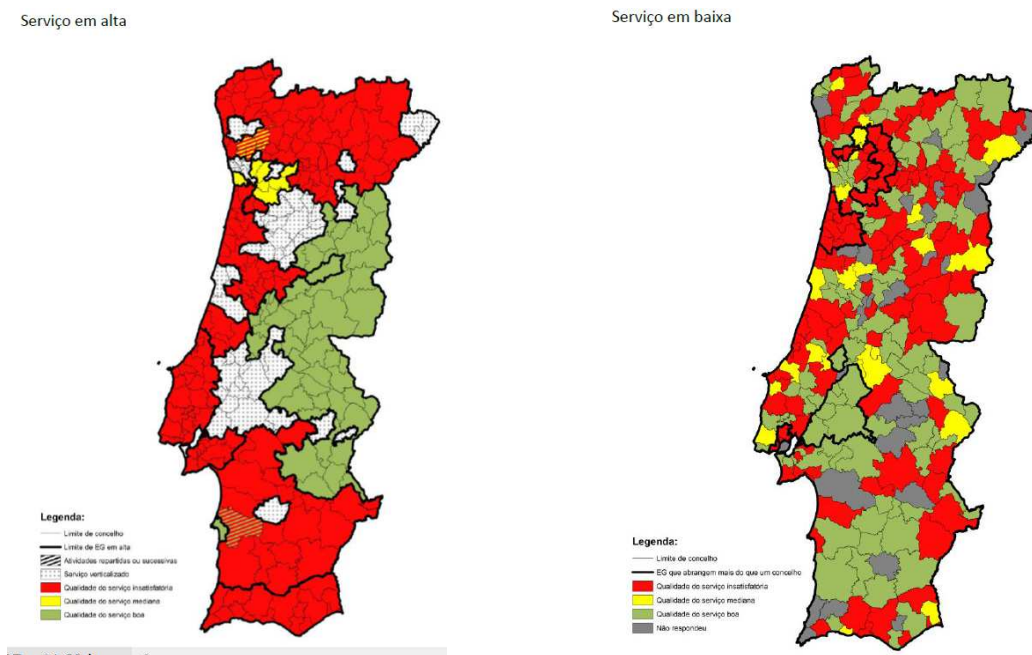 Serviço em alta
Serviço em baixa
Legenda:
Limite de concelho
Limite de EG em alta
Atividades repartidas ou sucessivas
Serviço verticalizado
Qualidade do serviço insatisfatória
Qualidade do serviço mediana
Qualidade do serviço boa
Legenda:
Limite de concelho
EG que abrangem mais do que um concelho
Qualidade do serviço insatisfatória
Qualidade do serviço mediana
Qualidade do serviço boa
Não respondeu